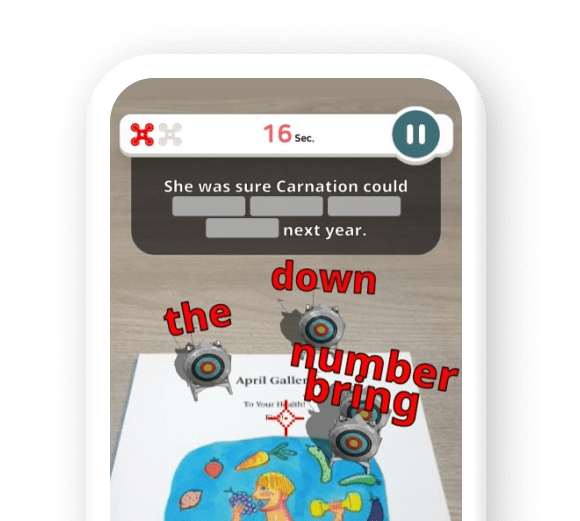 16 Sec.
She was sure Carnation could
next year.
down
the
number
bring
April Galler
To Your Health!